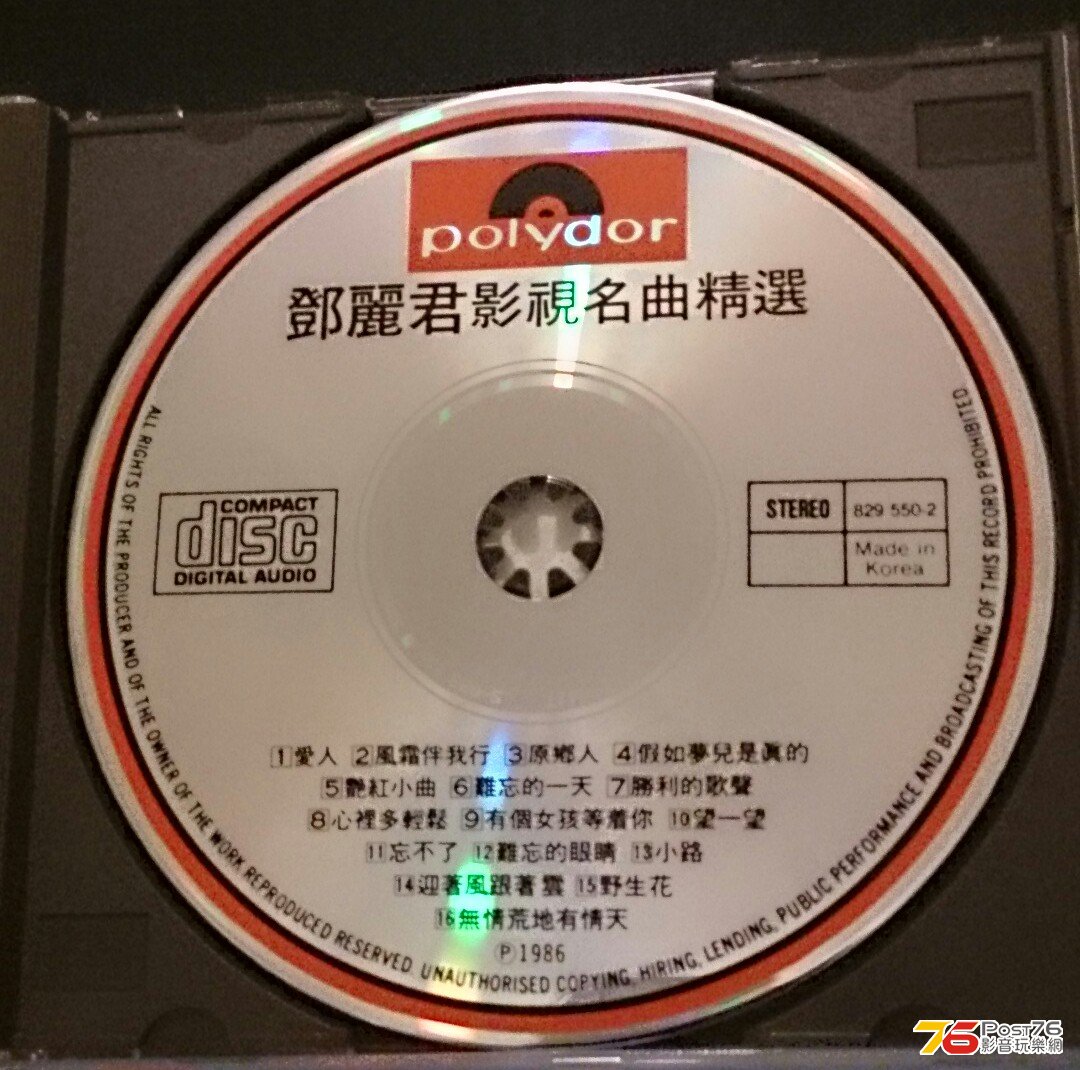 polydor
鄧麗君影視名曲精選
COMPACT
disc
DIGITAL AUDIO
STEREO 829 550-2
Made in
Korea
1愛人 2風霜伴我行 3原鄉人 4假如夢兒是眞的
5艷紅小曲 6難忘的一天 7勝利的歌聲
8心裡多輕鬆 9有個女孩等着你 10望一望
11忘不了 12難忘的眼睛 13小路
14迎著風跟著雲 15野生花
16無情荒地有情天
Ⓟ1986
ALL RIGHTS OF THE PRODUCER AND OF THE OWNER OF THE WORK REPRODUCED RESERVED. UNAUTHORISED COPYING, HIRING, LENDING, PUBLIC PERFORMANCE AND BROADCASTING OF THIS RECORD PROHIBITED
76 Post76
影音玩樂網